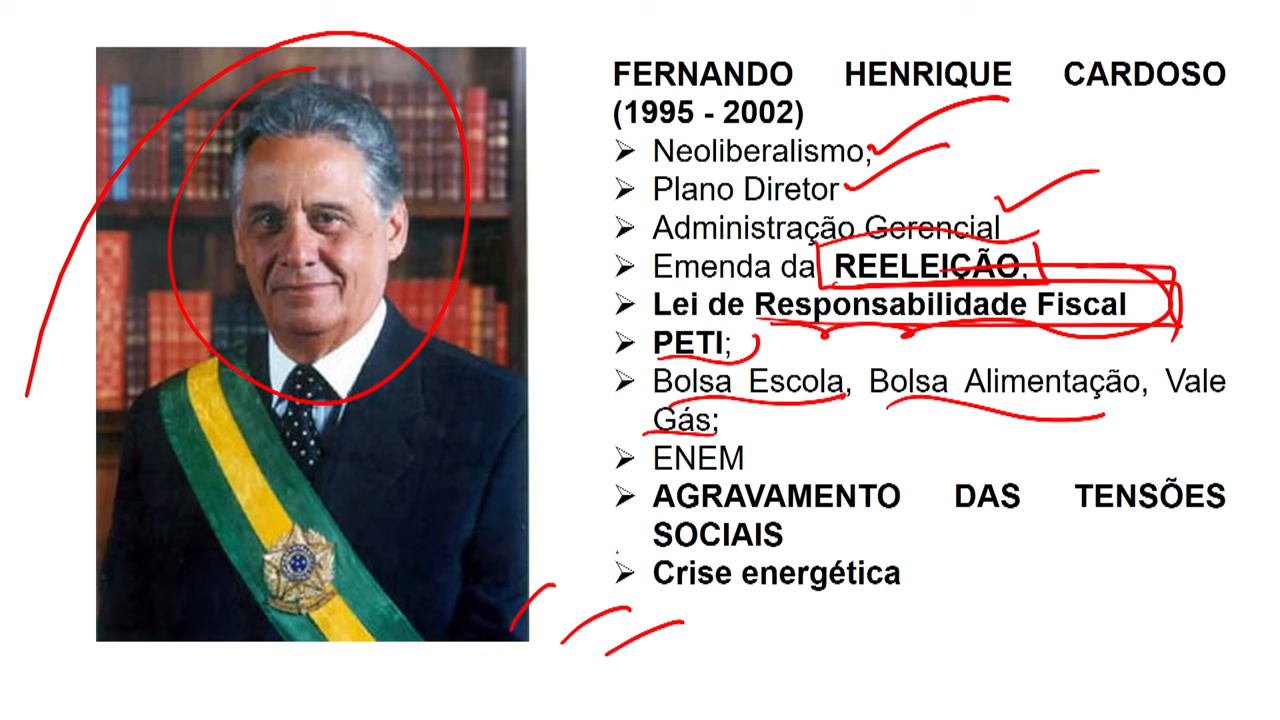 FERNANDO HENRIQUE CARDOSO
(1995 - 2002)
➢ Neoliberalismo;
➢ Plano Diretor
➢ Administração Gerencial
➢ Emenda da REELEIÇÃO,
➢ Lei de Responsabilidade Fiscal
➢ PETI;
➢ Bolsa Escola, Bolsa Alimentação, Vale
Gás;
➢ ENEM
➢ AGRAVAMENTO DAS TENSÕES
SOCIAIS
➢ Crise energética